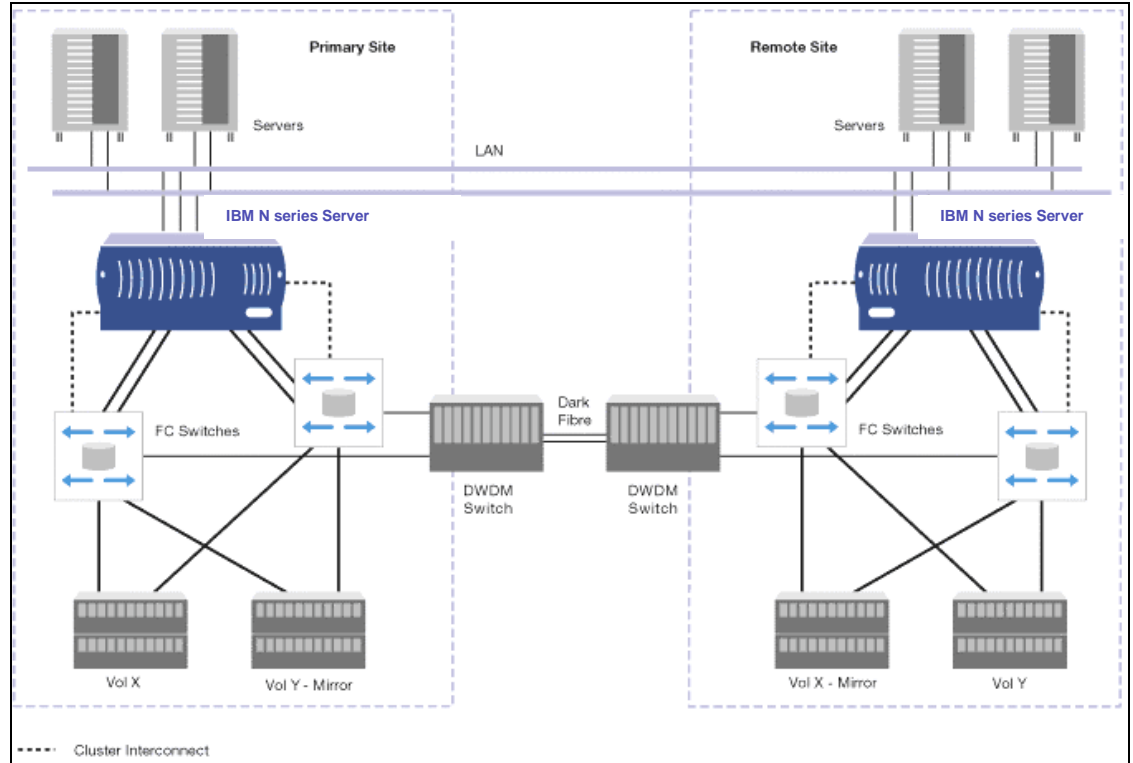 Primary Site
Remote Site
Servers
Servers
LAN
IBM N series Server
IBM N series Server
Dark
Fibre
FC Switches
FC Switches
DWDM
Switch
DWDM
Switch
Vol X
Vol Y - Mirror
Vol X - Mirror
Vol Y
Cluster Interconnect